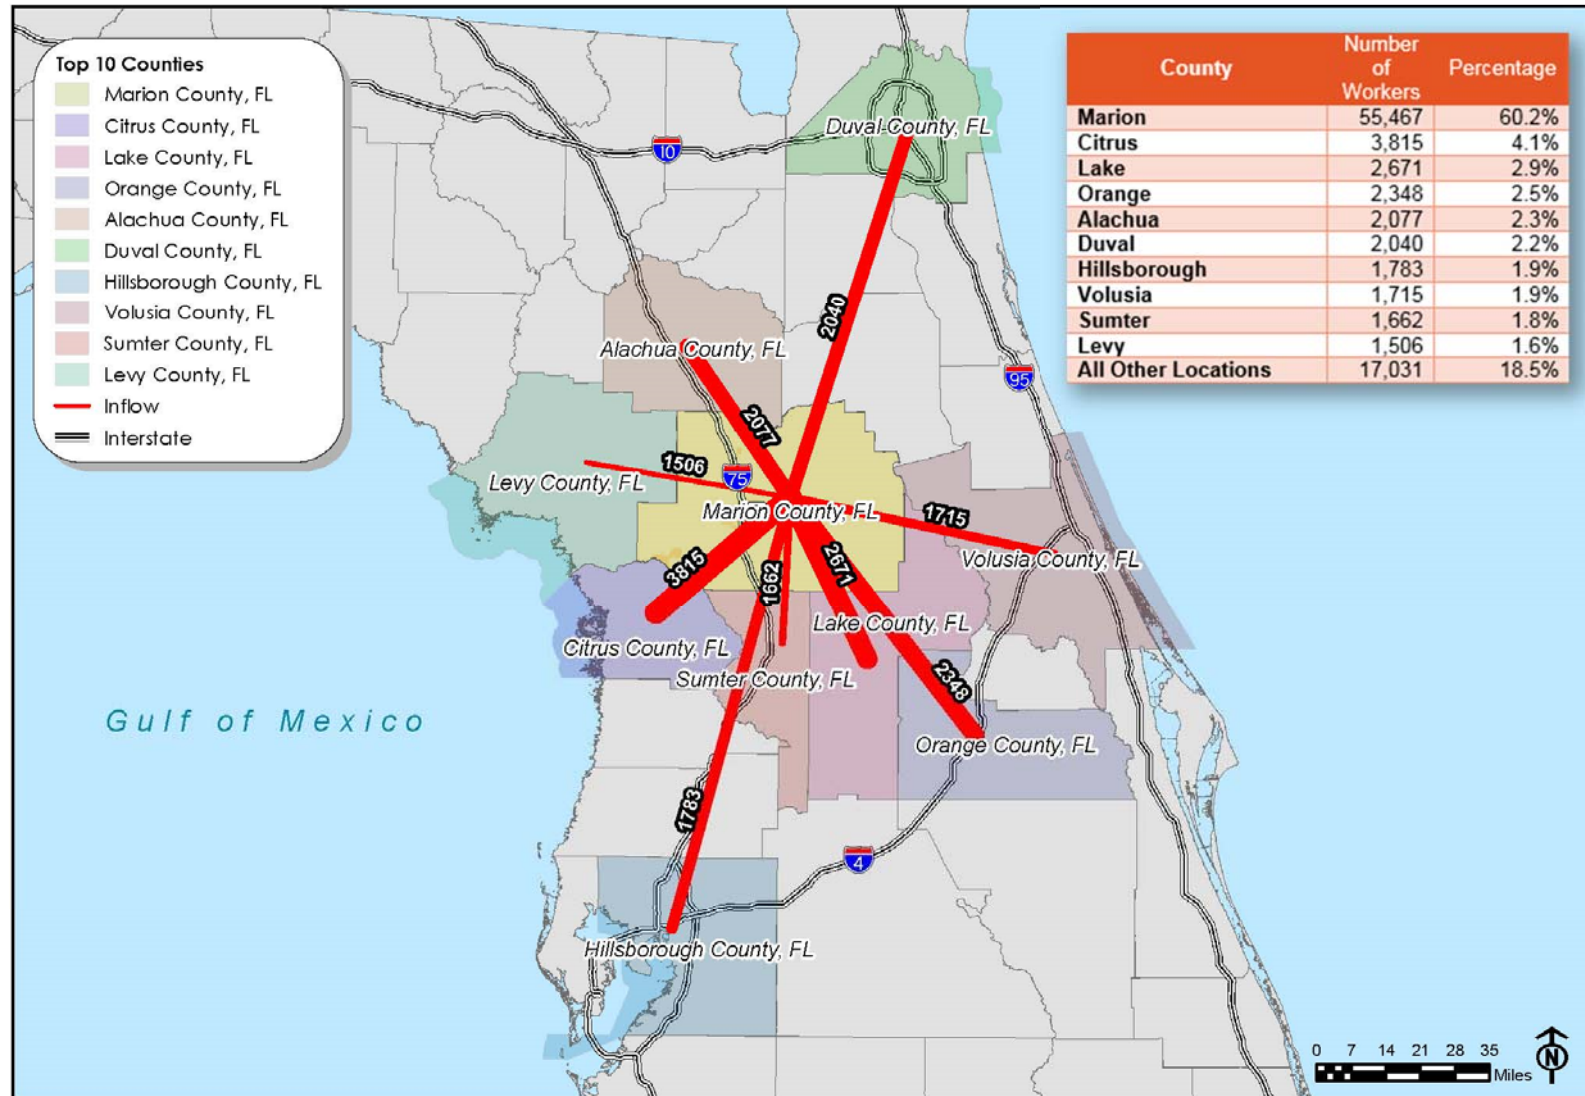 Top 10 Counties
Marion County, FL
Citrus County, FL
Lake County, FL
Orange County, FL
Alachua County, FL
Duval County, FL
Hillsborough County, FL
Volusia County, FL
Sumter County, FL
Levy County, FL
Inflow
Interstate
County Number of Workers Percentage
Marion 55,467 60.2%
Citrus 3,815 4.1%
Lake 2,671 2.9%
Orange 2,348 2.5%
Alachua 2,077 2.3%
Duval 2,040 2.2%
Hillsborough 1,783 1.9%
Volusia 1,715 1.9%
Sumter 1,662 1.8%
Levy 1,506 1.6%
All Other Locations 17,031 18.5%
Duval County, FL
10
2040
Alachua County, FL
95
2077
1506
75
Levy County, FL
Marion County, FL
1715
Volusia County, FL
3815
1662
2671
Lake County, FL
Citrus County, FL
Sumter County, FL
2348
Gulf of Mexico
Orange County, FL
1783
4
Hillsborough County, FL
0 7 14 21 28 35
Miles
N